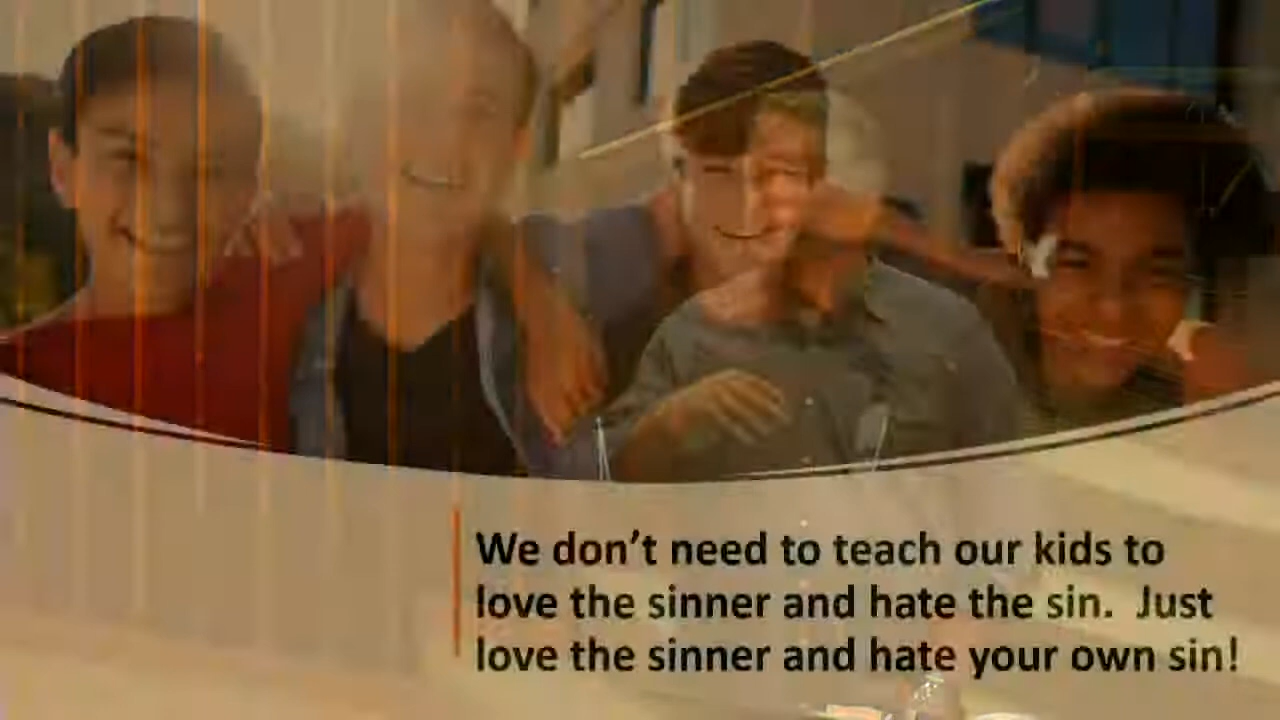 We don't need to teach our kids to
love the sinner and hate the sin.  Just
love the sinner and hate your own sin!